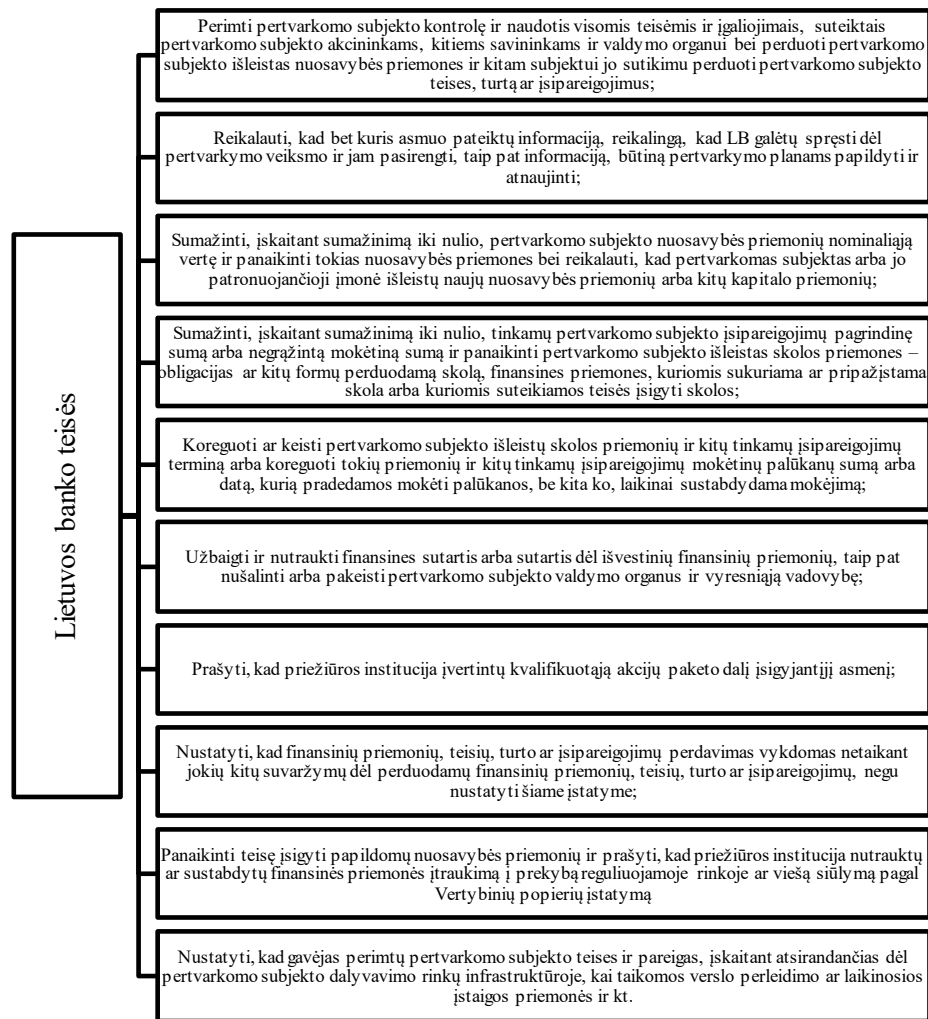 Lietuvos banko teisės
Perimti pertvarkomo subjekto kontrolę ir naudotis visomis teisėmis ir įgaliojimais, suteiktais
pertvarkomo subjekto akcininkams, kitiems savininkams ir valdymo organui bei perduoti pertvarkomo
subjekto išleistas nuosavybės priemones ir kitam subjektui jo sutikimu perduoti pertvarkomo subjekto
teises, turtą ar įsipareigojimus;
Reikalauti, kad bet kuris asmuo pateiktų informaciją, reikalingą, kad LB galėtų spręsti dėl
pertvarkymo veiksmo ir jam pasirengti, taip pat informaciją, būtiną pertvarkymo planams papildyti ir
atnaujinti;
Sumažinti, įskaitant sumažinimą iki nulio, pertvarkomo subjekto nuosavybės priemonių nominaliąją
vertę ir panaikinti tokias nuosavybės priemones bei reikalauti, kad pertvarkomas subjektas arba jo
patronuojančioji įmonė išleistų naujų nuosavybės priemonių arba kitų kapitalo priemonių;
Sumažinti, įskaitant sumažinimą iki nulio, tinkamų pertvarkomo subjekto įsipareigojimų pagrindinę
sumą arba negrąžintą mokėtiną sumą ir panaikinti pertvarkomo subjekto išleistas skolos priemones –
obligacijas ar kitų formų perduodamą skolą, finansines priemones, kuriomis sukuriama ar pripažįstama
skola arba kuriomis suteikiamos teisės įsigyti skolos;
Koreguoti ar keisti pertvarkomo subjekto išleistų skolos priemonių ir kitų tinkamų įsipareigojimų
terminą arba koreguoti tokių priemonių ir kitų tinkamų įsipareigojimų mokėtinų palūkanų sumą arba
datą, kurią pradedamos mokėti palūkanos, be kita ko, laikinai sustabdydama mokėjimą;
Užbaigti ir nutraukti finansines sutartis arba sutartis dėl išvestinių finansinių priemonių, taip pat
nušalinti arba pakeisti pertvarkomo subjekto valdymo organus ir vyresniąją vadovybę;
Prašyti, kad priežiūros institucija įvertintų kvalifikuotąją akcijų paketo dalį įsigyjantįjį asmenį;
Nustatyti, kad finansinių priemonių, teisių, turto ar įsipareigojimų perdavimas vykdomas netaikant
jokių kitų suvaržymų dėl perduodamų finansinių priemonių, teisių, turto ar įsipareigojimų, negu
nustatyti šiame įstatyme;
Panaikinti teisę įsigyti papildomų nuosavybės priemonių ir prašyti, kad priežiūros institucija nutrauktų
ar sustabdytų finansinės priemonės įtraukimą į prekybą reguliuojamoje rinkoje ar viešą siūlymą pagal
Vertybinių popierių įstatymą
Nustatyti, kad gavėjas perimtų pertvarkomo subjekto teises ir pareigas, įskaitant atsirandančias dėl
pertvarkomo subjekto dalyvavimo rinkų infrastruktūroje, kai taikomos verslo perleidimo ar laikinosios
įstaigos priemonės ir kt.